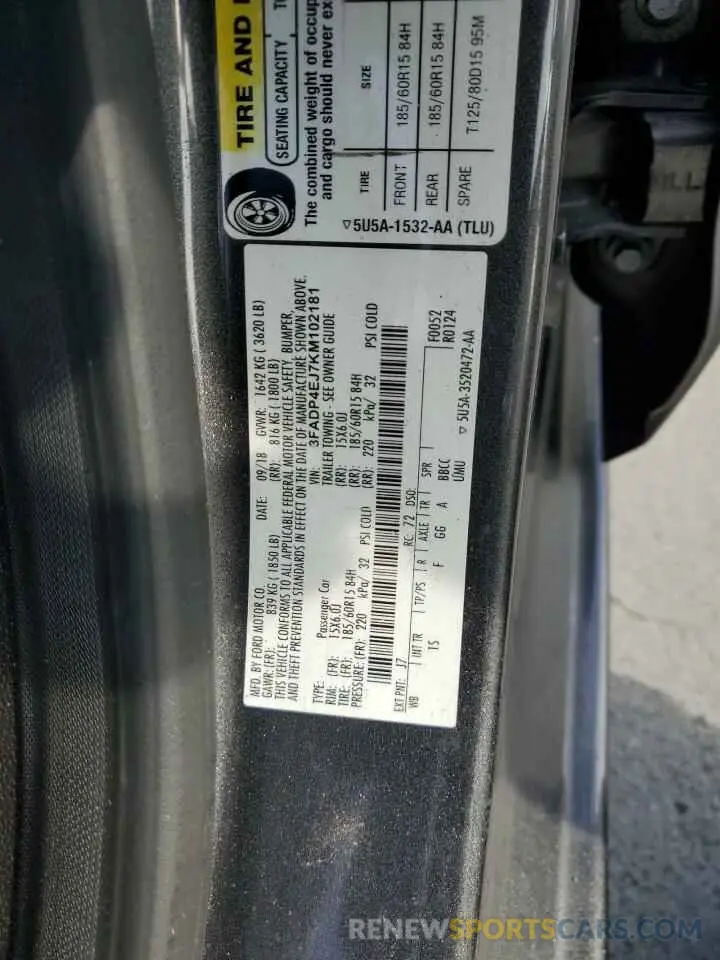 TIRE AND
SEATING CAPACITY
The combined weight of occup
and cargo should never ex
TIRE SIZE
FRONT 185/60R15 84H
REAR 185/60R15 84H
SPARE T125/80D15 95M
▽5U5A-1532-AA (TLU)
MFD. BY FORD MOTOR CO. DATE: 09/18 GVWR: 1642 KG (3620 LB)
GAWR:(FR): 839 KG (1850 LB) (RR): 816 KG (1800 LB)
THIS VEHICLE CONFORMS TO ALL APPLICABLE FEDERAL MOTOR VEHICLE SAFETY, BUMPER,
AND THEFT PREVENTION STANDARDS IN EFFECT ON THE DATE OF MANUFACTURE SHOWN ABOVE.
VIN: 3FADP4EJ7KM102181
TYPE: Passenger Car TRAILER TOWING - SEE OWNER GUIDE
RIM: (FR): 15X6.0J (RR): 15X6.0J
TIRE: (FR): 185/60R15 84H (RR): 185/60R15 84H
PRESSURE:(FR): 220 kPa/ 32 PSI COLD (RR): 220 kPa/ 32 PSI COLD
EXT PNT: J7 RC: 72 DSO: F0052
WB INT TR TP/PS R AXLE TR SPR R0124
TS F GG A BBCC
UMU ▽5U5A-3520472-AA
RENEWSPORTSCARS.COM